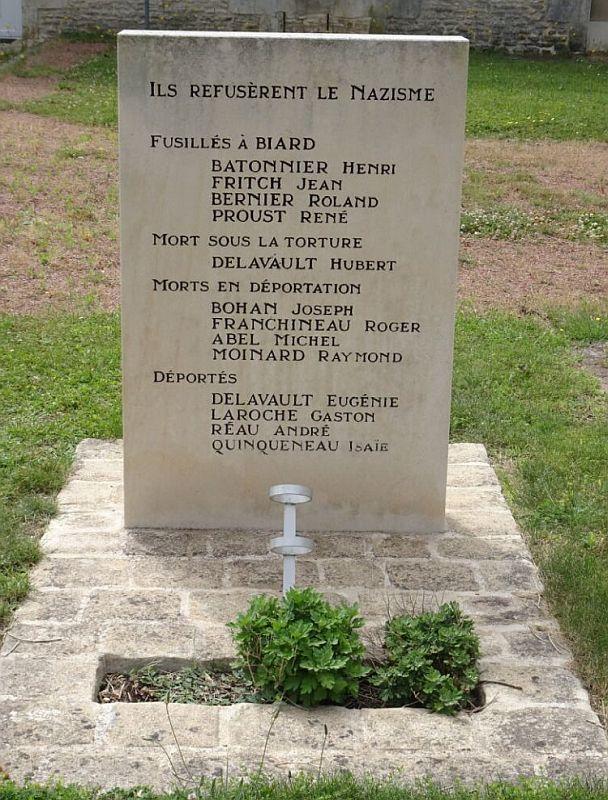 Ils refusèrent le Nazisme
Fusillés à BIARD
BATONNIER Henri
FRITCH Jean
BERNIER Roland
PROUST René
Mort sous la torture
DELAVAULT Hubert
Morts en déportation
BOHAN Joseph
FRANCHINEAU Roger
ABEL Michel
MOINARD Raymond
Déportés
DELAVAULT Eugénie
LAROCHE Gaston
RÉAU André
QUINQUENEAU Isaïe